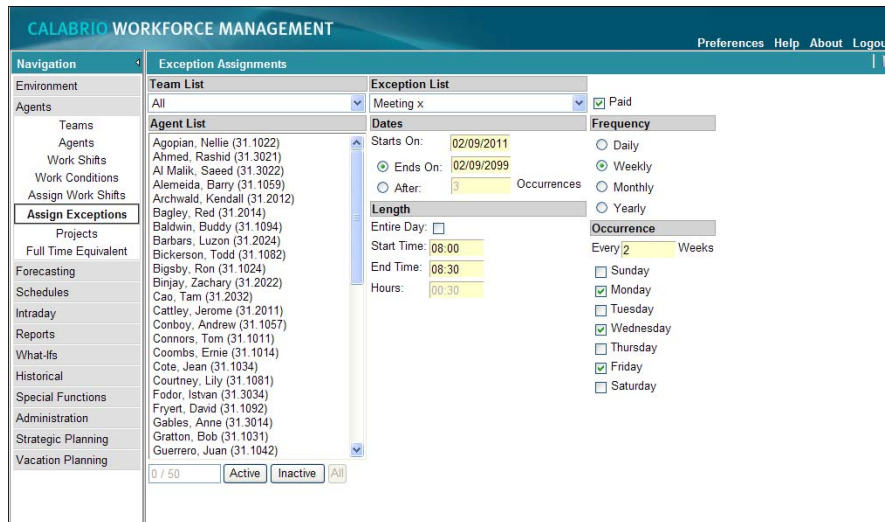 CALABRIO WORKFORCE MANAGEMENT
Preferences Help About Logou
Navigation
Exception Assignments
Environment
Agents
Teams
Agents
Work Shifts
Work Conditions
Assign Work Shifts
Assign Exceptions
Projects
Full Time Equivalent
Forecasting
Schedules
Intraday
Reports
What-Ifs
Historical
Special Functions
Administration
Strategic Planning
Vacation Planning
Team List
All
Agent List
Agopian, Nellie (31.1022)
Ahmed, Rashid (31.3021)
Al Malik, Saeed (31.3022)
Alemeida, Barry (31.1059)
Archwald, Kendall (31.2012)
Bagley, Red (31.2014)
Baldwin, Buddy (31.1094)
Barbars, Luzon (31.2024)
Bickerson, Todd (31.1082)
Bigsby, Ron (31.1024)
Binjay, Zachary (31.2022)
Cao, Tam (31.2032)
Cattley, Jerome (31.2011)
Conboy, Andrew (31.1057)
Connors, Tom (31.1011)
Coombs, Ernie (31.1014)
Cote, Jean (31.1034)
Courtney, Lily (31.1081)
Fodor, Istvan (31.3034)
Fryert, David (31.1092)
Gables, Anne (31.3014)
Gratton, Bob (31.1031)
Guerrero, Juan (31.1042)
0 / 50
Active
Inactive
All
Exception List
Meeting x
Paid
Dates
Starts On: 02/09/2011
Ends On: 02/09/2099
After: 3 Occurrences
Length
Entire Day:
Start Time: 08:00
End Time: 08:30
Hours: 00:30
Frequency
Daily
Weekly
Monthly
Yearly
Occurrence
Every 2 Weeks
Sunday
Monday
Tuesday
Wednesday
Thursday
Friday
Saturday